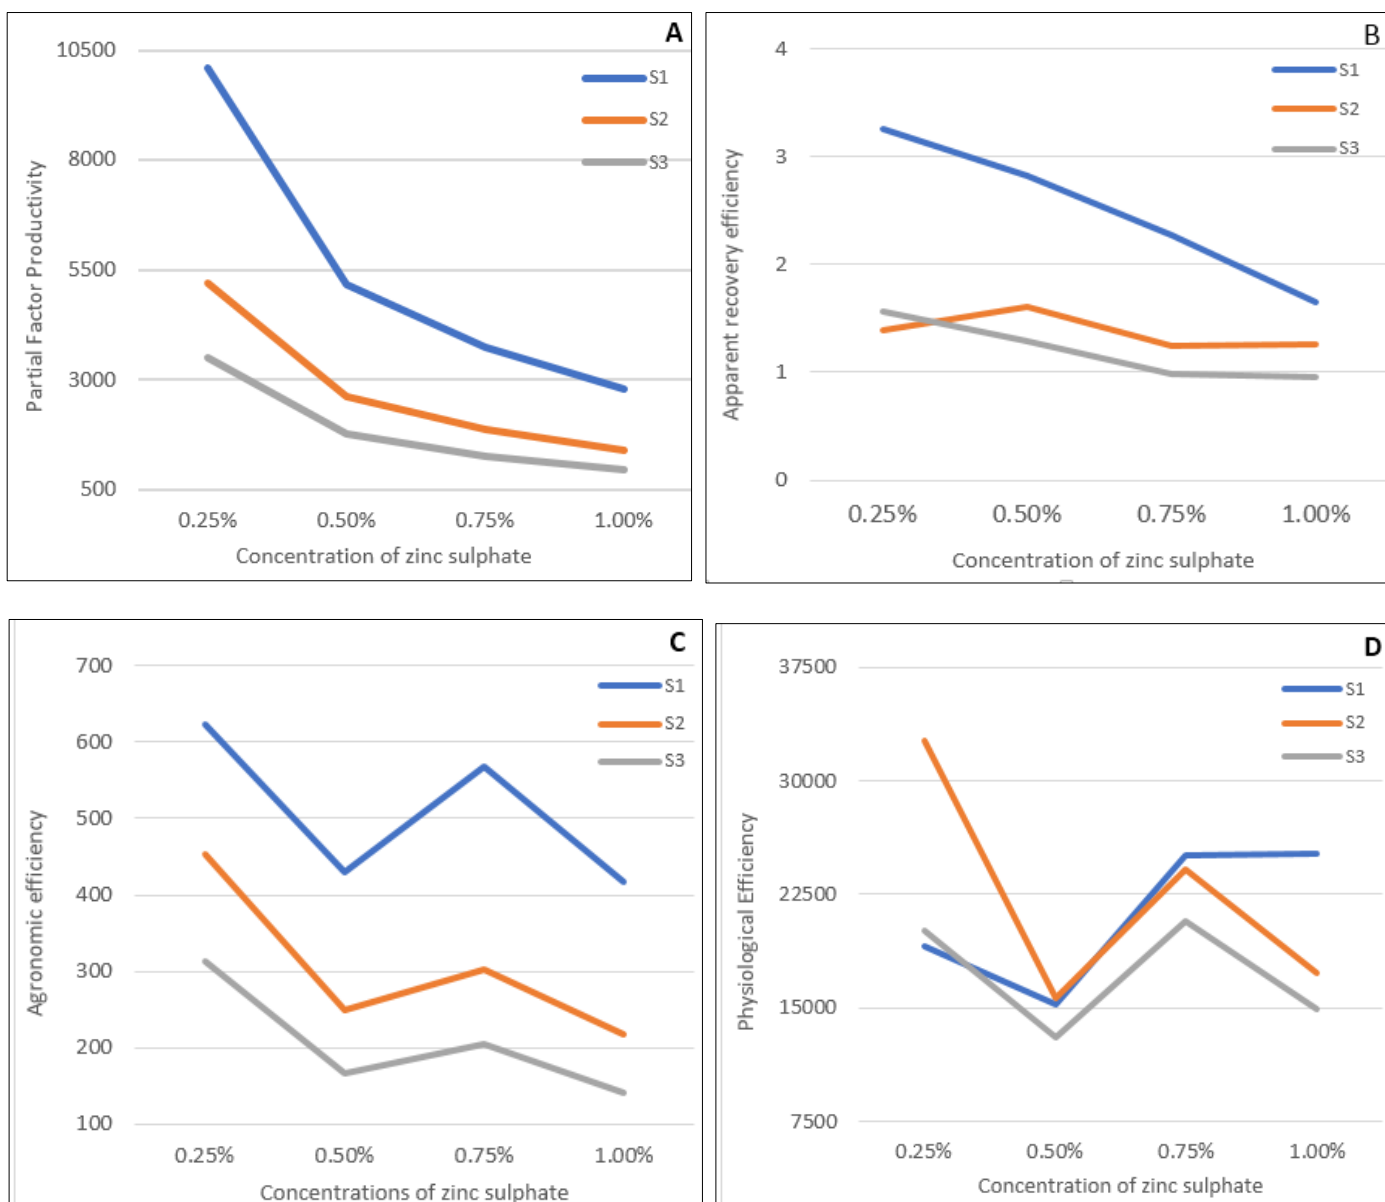 A
10500
8000
5500
3000
500
Partial Factor Productivity
S1
S2
S3
0.25% 0.50% 0.75% 1.00%
Concentration of zinc sulphate
B
4
3
2
1
0
Apparent recovery efficiency
S1
S2
S3
0.25% 0.50% 0.75% 1.00%
Concentration of zinc sulphate
C
700
600
500
400
300
200
100
Agronomic efficiency
S1
S2
S3
0.25% 0.50% 0.75% 1.00%
Concentrations of zinc sulphate
D
37500
30000
22500
15000
7500
Physiological Efficiency
S1
S2
S3
0.25% 0.50% 0.75% 1.00%
Concentration of zinc sulphate